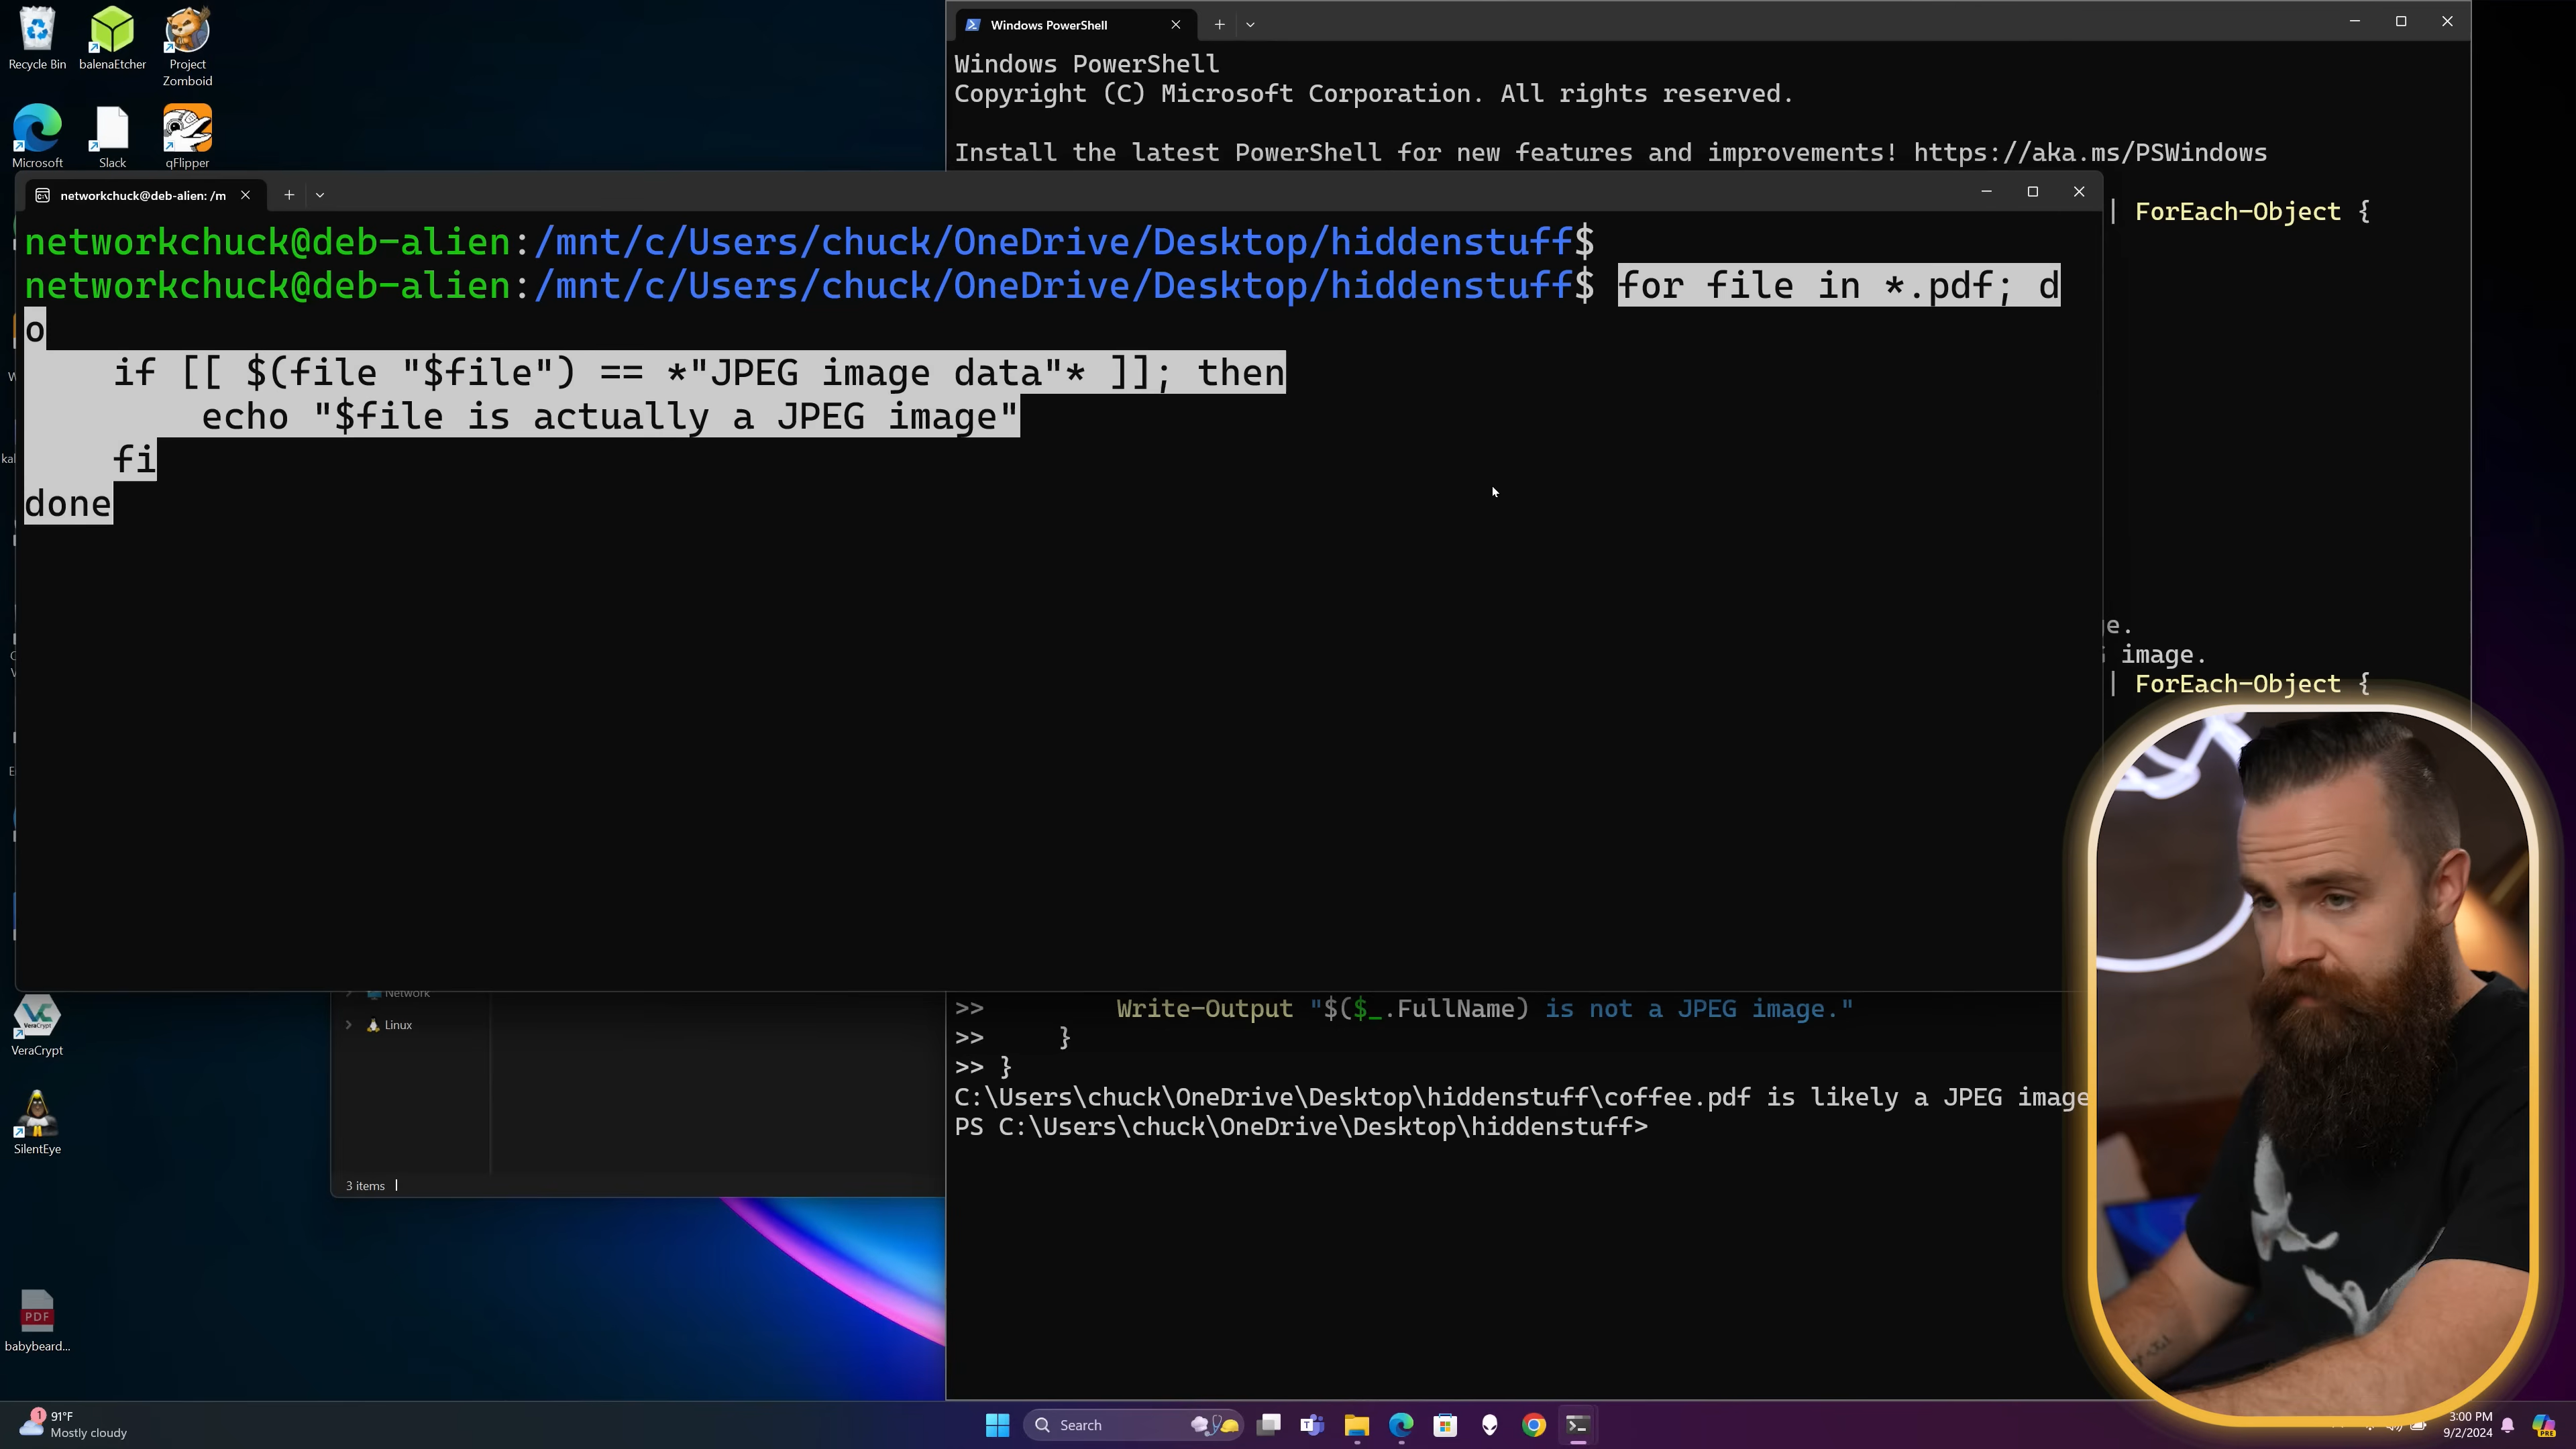 Recycle Bin
balenaEtcher
Project
Zomboid
Microsoft
Slack
qFlipper
Windows PowerShell
Windows PowerShell
Copyright (C) Microsoft Corporation. All rights reserved.
Install the latest PowerShell for new features and improvements! https://aka.ms/PSWindows
| ForEach-Object {
networkchuck@deb-alien: /m
networkchuck@deb-alien:/mnt/c/Users/chuck/OneDrive/Desktop/hiddenstuff$
networkchuck@deb-alien:/mnt/c/Users/chuck/OneDrive/Desktop/hiddenstuff$ for file in *.pdf; d
o
if [[ $(file "$file") == *"JPEG image data"* ]]; then
echo "$file is actually a JPEG image"
fi
done
image.
| ForEach-Object {
Network
Linux
3 items
>> Write-Output "$($_.FullName) is not a JPEG image."
>> }
>> }
C:\Users\chuck\OneDrive\Desktop\hiddenstuff\coffee.pdf is likely a JPEG image
PS C:\Users\chuck\OneDrive\Desktop\hiddenstuff>
VeraCrypt
SilentEye
PDF
babybeard...
1
91°F
Mostly cloudy
Search
3:00 PM
9/2/2024
PRE